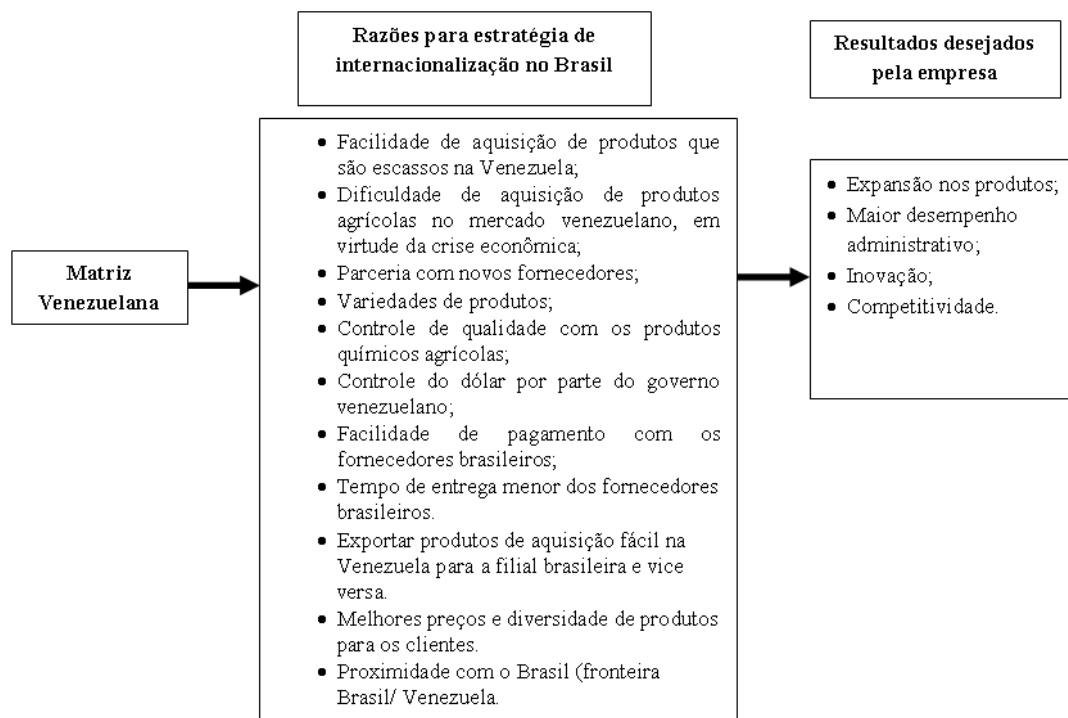 Razões para estratégia de
internacionalização no Brasil
Resultados desejados
pela empresa
Matriz
Venezuelana
• Facilidade de aquisição de produtos que
são escassos na Venezuela;
• Dificuldade de aquisição de produtos
agrícolas no mercado venezuelano, em
virtude da crise econômica;
• Parceria com novos fornecedores;
• Variedades de produtos;
• Controle de qualidade com os produtos
químicos agrícolas;
• Controle do dólar por parte do governo
venezuelano;
• Facilidade de pagamento com os
fornecedores brasileiros;
• Tempo de entrega menor dos fornecedores
brasileiros.
• Exportar produtos de aquisição fácil na
Venezuela para a filial brasileira e vice
versa.
• Melhores preços e diversidade de produtos
para os clientes.
• Proximidade com o Brasil (fronteira
Brasil/ Venezuela.
• Expansão nos produtos;
• Maior desempenho
administrativo;
• Inovação;
• Competitividade.